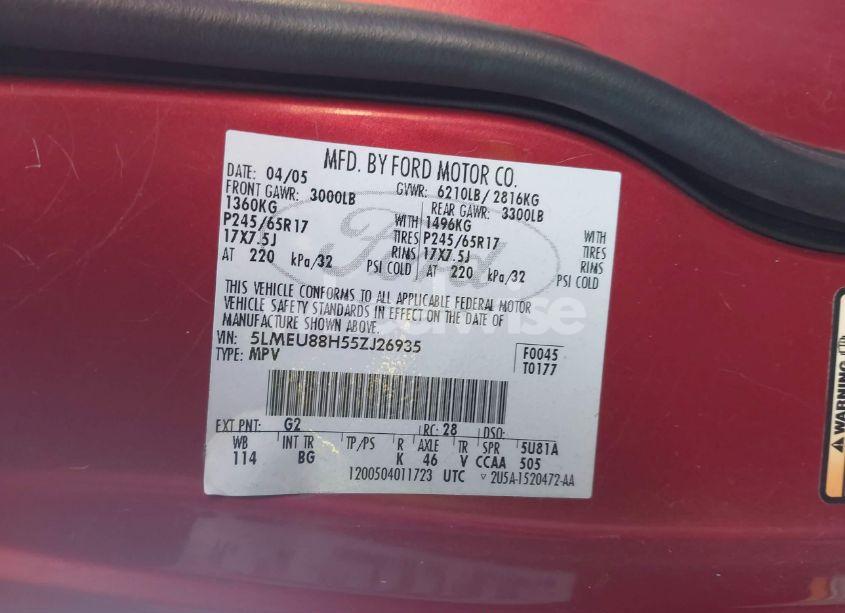 MFD. BY FORD MOTOR CO.
DATE: 04/05 GVWR: 6210LB/ 2816KG
FRONT GAWR: 3000LB REAR GAWR: 3300LB
1360KG WITH 1496KG WITH
P245/65R17 TIRES P245/65R17 TIRES
17X7.5J RIMS 17X7.5J RIMS
AT 220 kPa/32 PSI COLD AT 220 kPa/32 PSI COLD
THIS VEHICLE CONFORMS TO ALL APPLICABLE FEDERAL MOTOR
VEHICLE SAFETY STANDARDS IN EFFECT ON THE DATE OF
MANUFACTURE SHOWN ABOVE.
VIN: 5LMEU88H55ZJ26935 F0045
TYPE: MPV T0177
EXT PNT: G2 RC: 28 DSO:
WB INT TR TP/PS R AXLE TR SPR 5U81A
114 BG K 46 V CCAA 505
1200504011723 UTC ▽ 2U5A-1520472-AA
Ford
WARNING